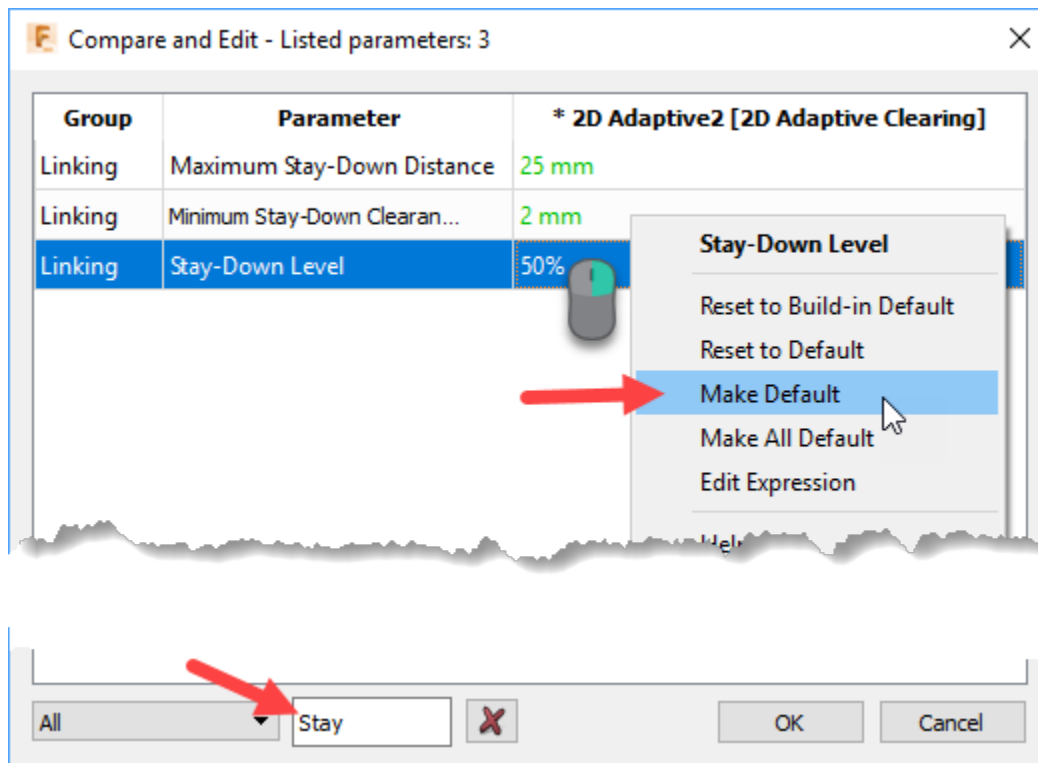 Compare and Edit - Listed parameters: 3
Group Parameter * 2D Adaptive2 [2D Adaptive Clearing]
Linking Maximum Stay-Down Distance 25 mm
Linking Minimum Stay-Down Clearan... 2 mm
Linking Stay-Down Level 50%
Stay-Down Level
Reset to Build-in Default
Reset to Default
Make Default
Make All Default
Edit Expression
Help
All Stay OK Cancel